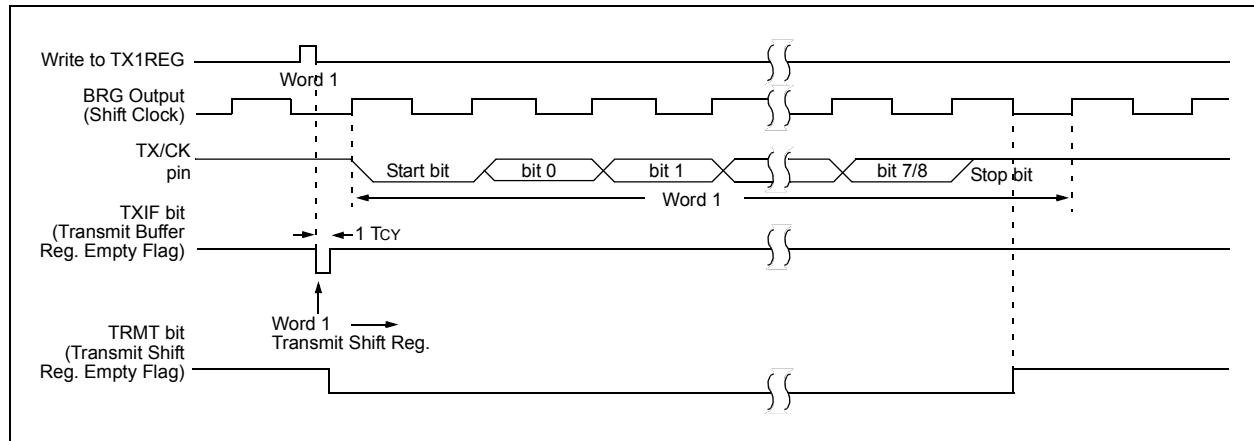 Write to TX1REG
Word 1
BRG Output
(Shift Clock)
TX/CK
pin
Start bit
bit 0
bit 1
bit 7/8
Stop bit
Word 1
TXIF bit
(Transmit Buffer
Reg. Empty Flag)
1 TCY
Word 1
Transmit Shift Reg.
TRMT bit
(Transmit Shift
Reg. Empty Flag)